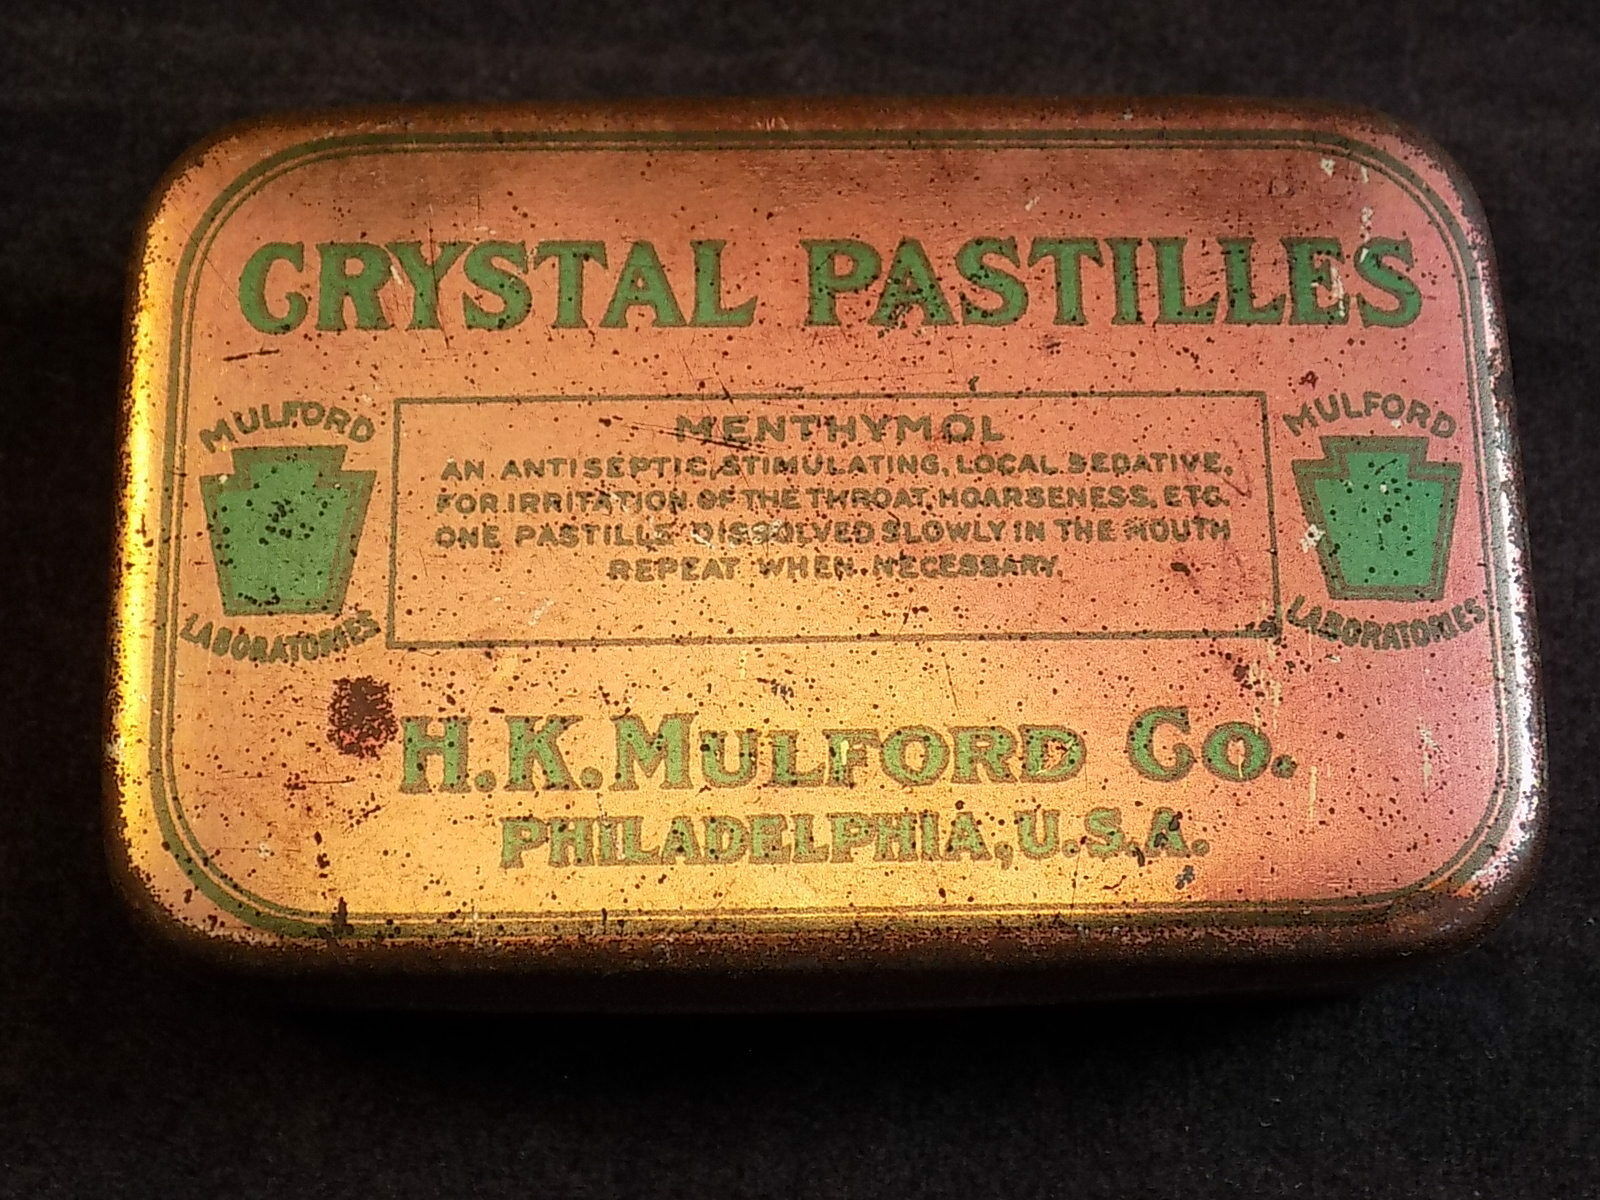 CRYSTAL PASTILLES
MULFORD
LABORATORIES
MENTHYMOL
AN ANTISEPTIC, STIMULATING, LOCAL SEDATIVE,
FOR IRRITATION OF THE THROAT, HOARSENESS, ETC.
ONE PASTILLE DISSOLVED SLOWLY IN THE MOUTH
REPEAT WHEN NECESSARY.
MULFORD
LABORATORIES
H.K. MULFORD CO.
PHILADELPHIA, U.S.A.